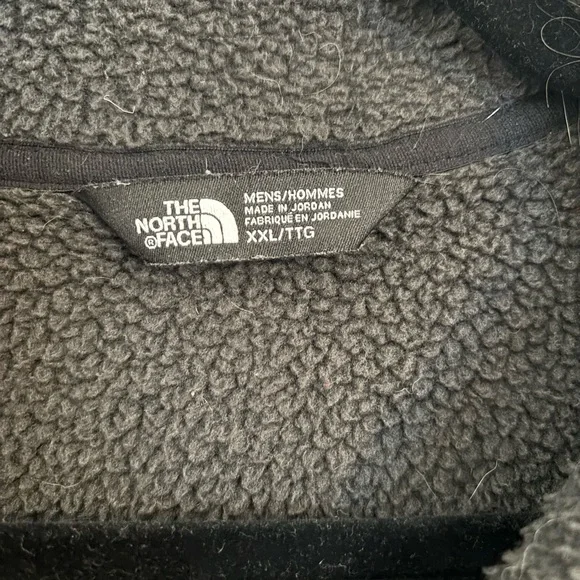 THE
NORTH
®FACE
MENS/HOMMES
MADE IN JORDAN
FABRIQUÉ EN JORDANIE
XXL/TTG